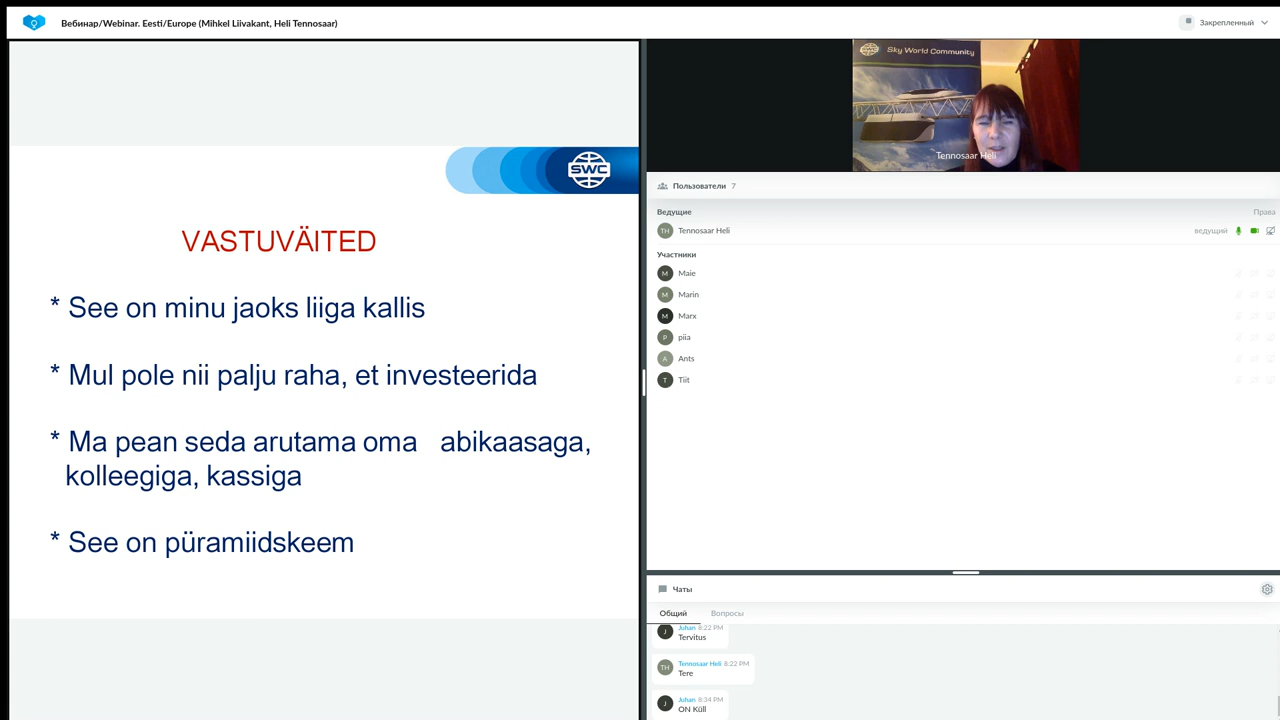 Вебинар/Webinar. Eesti/Europe (Mihkel Liivakant, Heli Tennosaar)
Закрепленный
SWC
VASTUVÄITED
* See on minu jaoks liiga kallis
* Mul pole nii palju raha, et investeerida
* Ma pean seda arutama oma abikaasaga,
kolleegiga, kassiga
* See on püramiidskeem
Sky World Community
Tennosaar Heli
Пользователи 7
Ведущие Права
TH Tennosaar Heli ведущий
Участники
M Maie
M Marin
M Marx
P piia
A Ants
T Tiit
Чаты
Общий Вопросы
J Juhan 8:22 PM
Tervitus
TH Tennosaar Heli 8:22 PM
Tere
J Juhan 8:34 PM
ON Küll